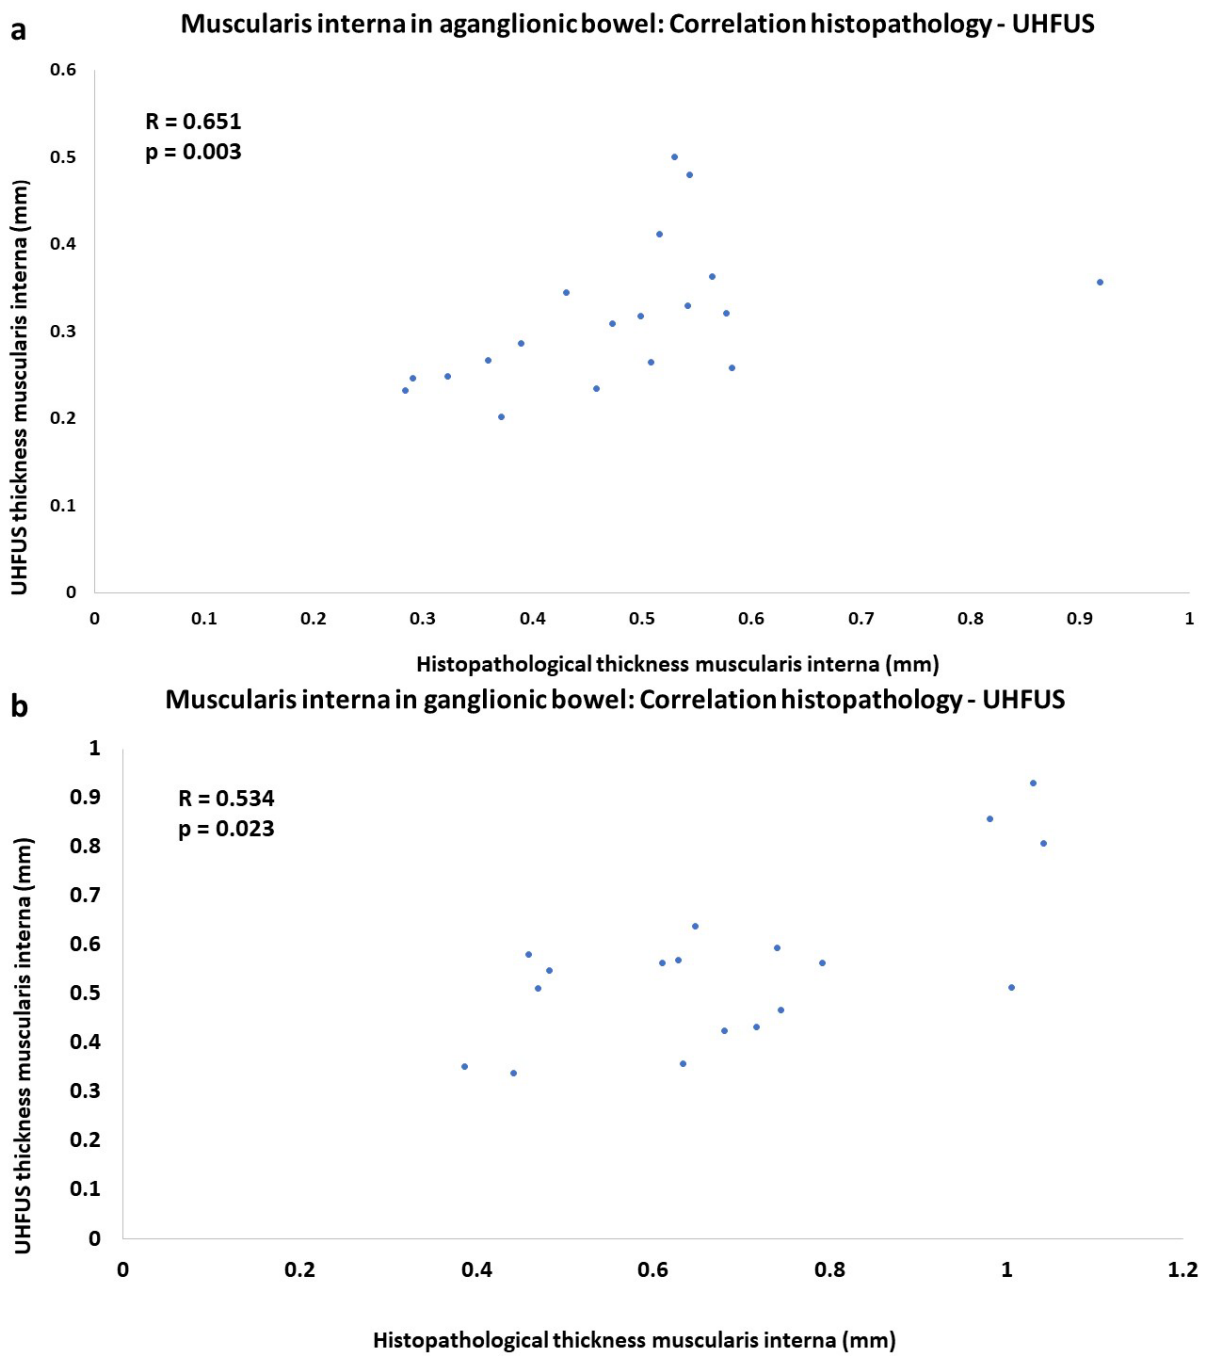 a
Muscularis interna in aganglionic bowel: Correlation histopathology - UHFUS
0.6
R = 0.651
p = 0.003
0.5
0.4
0.3
0.2
0.1
0
UHFUS thickness muscularis interna (mm)
0 0.1 0.2 0.3 0.4 0.5 0.6 0.7 0.8 0.9 1
Histopathological thickness muscularis interna (mm)
b
Muscularis interna in ganglionic bowel: Correlation histopathology - UHFUS
1
0.9
R = 0.534
p = 0.023
0.8
0.7
0.6
0.5
0.4
0.3
0.2
0.1
0
UHFUS thickness muscularis interna (mm)
0 0.2 0.4 0.6 0.8 1 1.2
Histopathological thickness muscularis interna (mm)